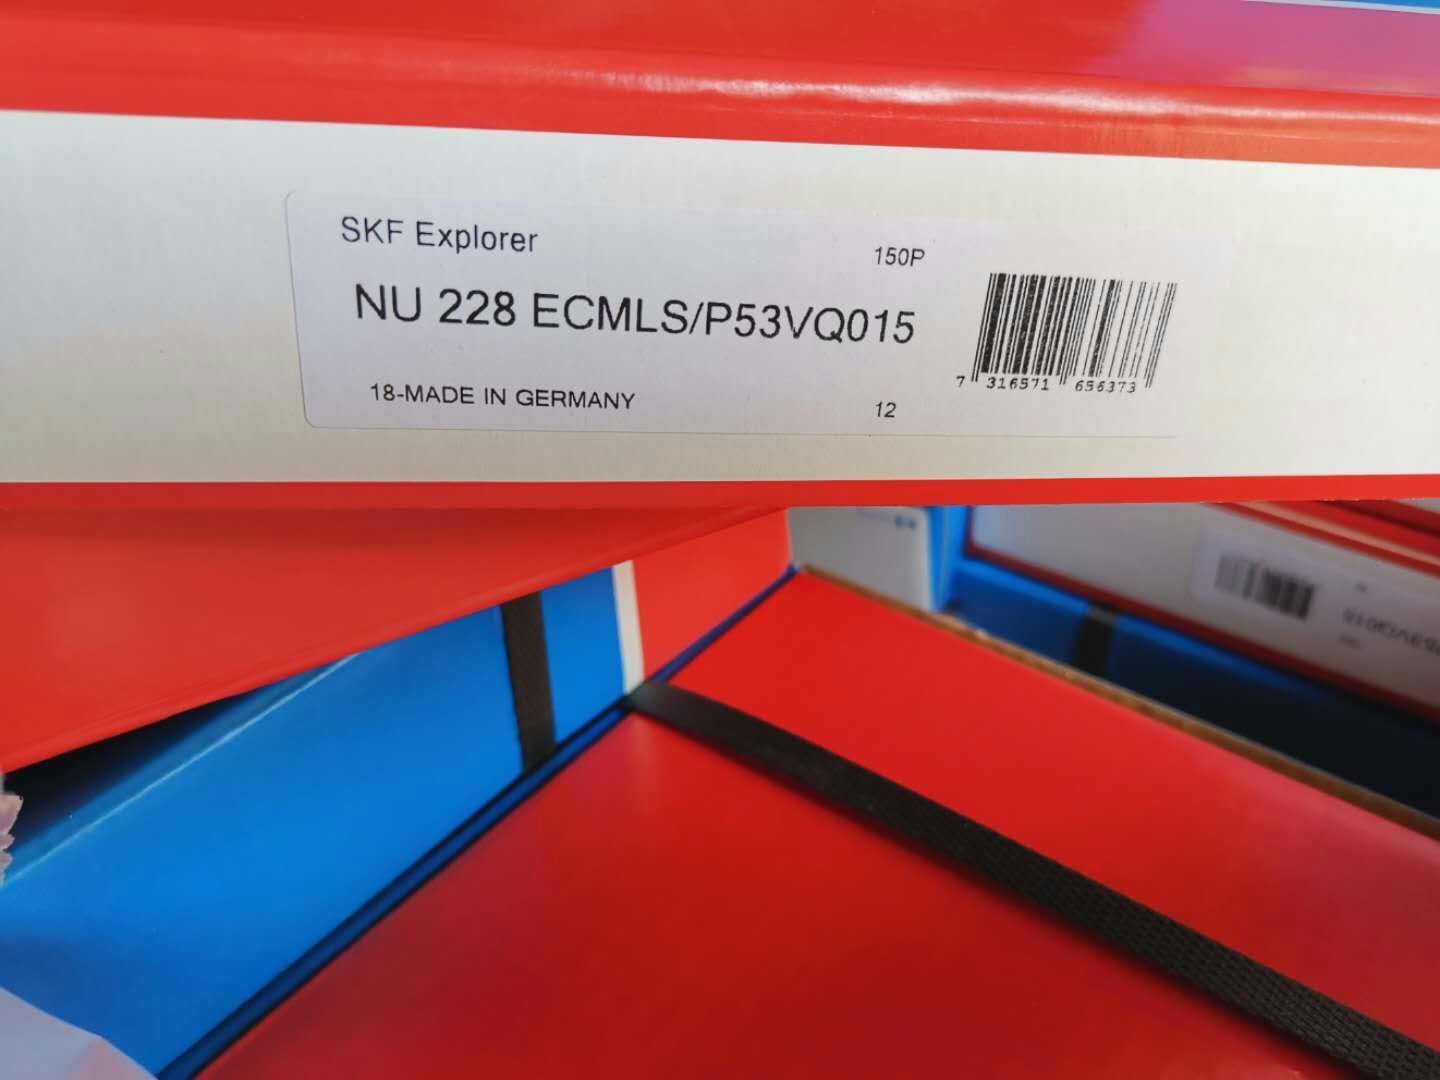 SKF Explorer
150P
NU 228 ECMLS/P53VQ015
18-MADE IN GERMANY
12
7 316571 656373